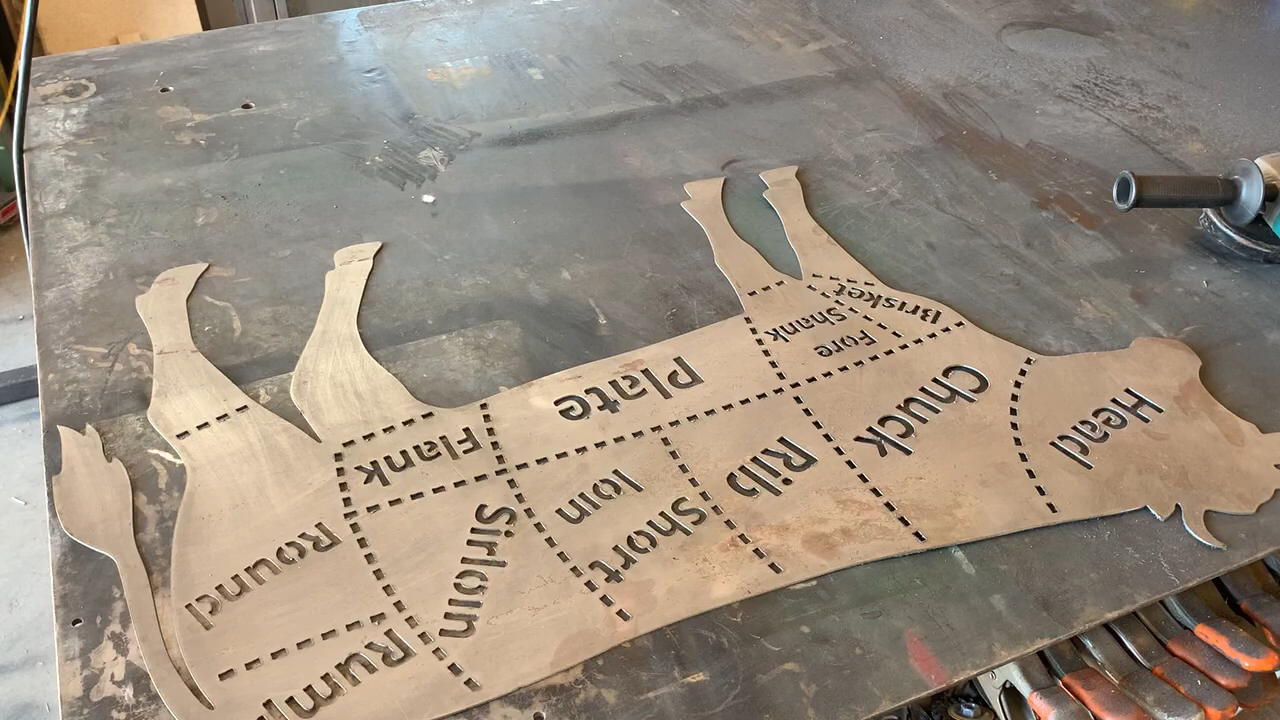 Head
Chuck
Brisket
Fore
Shank
Rib
Plate
Short
loin
Sirloin
Flank
Round
Rump